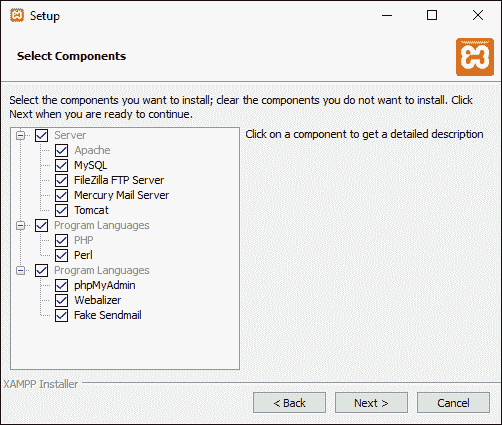 Setup
Select Components
Select the components you want to install; clear the components you do not want to install. Click
Next when you are ready to continue.
Server
Apache
MySQL
FileZilla FTP Server
Mercury Mail Server
Tomcat
Program Languages
PHP
Perl
Program Languages
phpMyAdmin
Webalizer
Fake Sendmail
Click on a component to get a detailed description
XAMPP Installer
< Back
Next >
Cancel